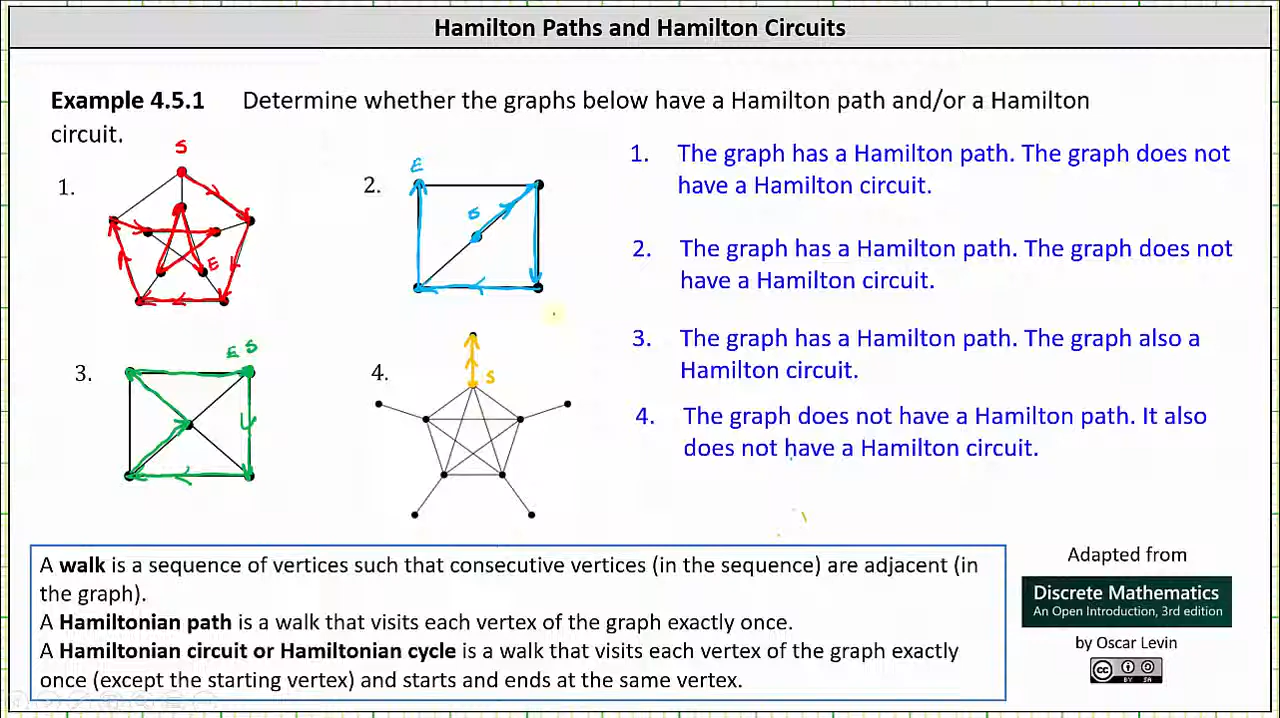 Hamilton Paths and Hamilton Circuits
Example 4.5.1 Determine whether the graphs below have a Hamilton path and/or a Hamilton
circuit.
1.
S
E
2.
E
S
3.
E S
4.
S
1. The graph has a Hamilton path. The graph does not
have a Hamilton circuit.
2. The graph has a Hamilton path. The graph does not
have a Hamilton circuit.
3. The graph has a Hamilton path. The graph also a
Hamilton circuit.
4. The graph does not have a Hamilton path. It also
does not have a Hamilton circuit.
A walk is a sequence of vertices such that consecutive vertices (in the sequence) are adjacent (in
the graph).
A Hamiltonian path is a walk that visits each vertex of the graph exactly once.
A Hamiltonian circuit or Hamiltonian cycle is a walk that visits each vertex of the graph exactly
once (except the starting vertex) and starts and ends at the same vertex.
Adapted from
Discrete Mathematics
An Open Introduction, 3rd edition
by Oscar Levin
CC
BY SA